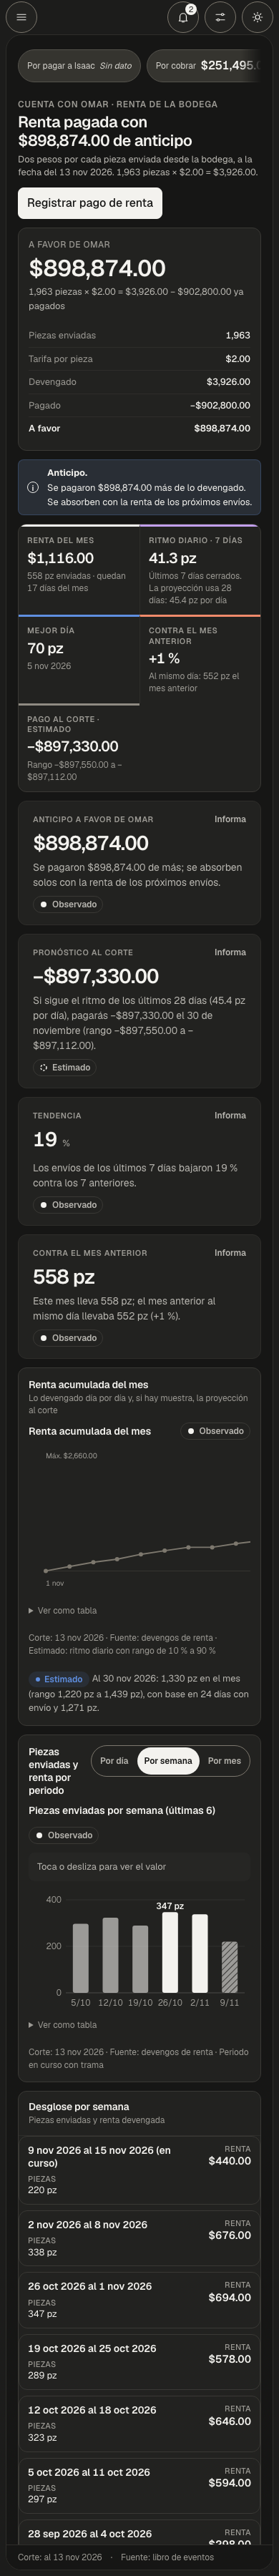 2
Por pagar a Isaac Sin dato
Por cobrar $251,495.0
CUENTA CON OMAR · RENTA DE LA BODEGA
Renta pagada con
$898,874.00 de anticipo
Dos pesos por cada pieza enviada desde la bodega, a la
fecha del 13 nov 2026. 1,963 piezas × $2.00 = $3,926.00.
Registrar pago de renta
A FAVOR DE OMAR
$898,874.00
1,963 piezas × $2.00 = $3,926.00 − $902,800.00 ya
pagados
Piezas enviadas 1,963
Tarifa por pieza $2.00
Devengado $3,926.00
Pagado −$902,800.00
A favor $898,874.00
Anticipo.
Se pagaron $898,874.00 más de lo devengado.
Se absorben con la renta de los próximos envíos.
RENTA DEL MES
$1,116.00
558 pz enviadas · quedan
17 días del mes
RITMO DIARIO · 7 DÍAS
41.3 pz
Últimos 7 días cerrados.
La proyección usa 28
días: 45.4 pz por día
MEJOR DÍA
70 pz
5 nov 2026
CONTRA EL MES
ANTERIOR
+1 %
Al mismo día: 552 pz el
mes anterior
PAGO AL CORTE ·
ESTIMADO
−$897,330.00
Rango −$897,550.00 a −
$897,112.00
ANTICIPO A FAVOR DE OMAR Informa
$898,874.00
Se pagaron $898,874.00 de más; se absorben
solos con la renta de los próximos envíos.
Observado
PRONÓSTICO AL CORTE Informa
−$897,330.00
Si sigue el ritmo de los últimos 28 días (45.4 pz
por día), pagarás −$897,330.00 el 30 de
noviembre (rango −$897,550.00 a −
$897,112.00).
Estimado
TENDENCIA Informa
19 %
Los envíos de los últimos 7 días bajaron 19 %
contra los 7 anteriores.
Observado
CONTRA EL MES ANTERIOR Informa
558 pz
Este mes lleva 558 pz; el mes anterior al
mismo día llevaba 552 pz (+1 %).
Observado
Renta acumulada del mes
Lo devengado día por día y, si hay muestra, la proyección
al corte
Renta acumulada del mes Observado
Máx. $2,660.00
1 nov
Ver como tabla
Corte: 13 nov 2026 · Fuente: devengos de renta ·
Estimado: ritmo diario con rango de 10 % a 90 %
Estimado Al 30 nov 2026: 1,330 pz en el mes
(rango 1,220 pz a 1,439 pz), con base en 24 días con
envío y 1,271 pz.
Piezas
enviadas y
renta por
periodo
Por día Por semana Por mes
Piezas enviadas por semana (últimas 6)
Observado
Toca o desliza para ver el valor
347 pz
400
200
0
5/10 12/10 19/10 26/10 2/11 9/11
Ver como tabla
Corte: 13 nov 2026 · Fuente: devengos de renta · Periodo
en curso con trama
Desglose por semana
Piezas enviadas y renta devengada
9 nov 2026 al 15 nov 2026 (en
curso)
PIEZAS
220 pz
RENTA
$440.00
2 nov 2026 al 8 nov 2026
PIEZAS
338 pz
RENTA
$676.00
26 oct 2026 al 1 nov 2026
PIEZAS
347 pz
RENTA
$694.00
19 oct 2026 al 25 oct 2026
PIEZAS
289 pz
RENTA
$578.00
12 oct 2026 al 18 oct 2026
PIEZAS
323 pz
RENTA
$646.00
5 oct 2026 al 11 oct 2026
PIEZAS
297 pz
RENTA
$594.00
28 sep 2026 al 4 oct 2026
RENTA
Corte: al 13 nov 2026 · Fuente: libro de eventos